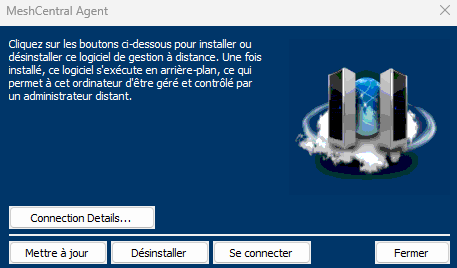 MeshCentral Agent
Cliquez sur les boutons ci-dessous pour installer ou
désinstaller ce logiciel de gestion à distance. Une fois
installé, ce logiciel s'exécute en arrière-plan, ce qui
permet à cet ordinateur d'être géré et contrôlé par
un administrateur distant.
Connection Details...
Mettre à jour
Désinstaller
Se connecter
Fermer